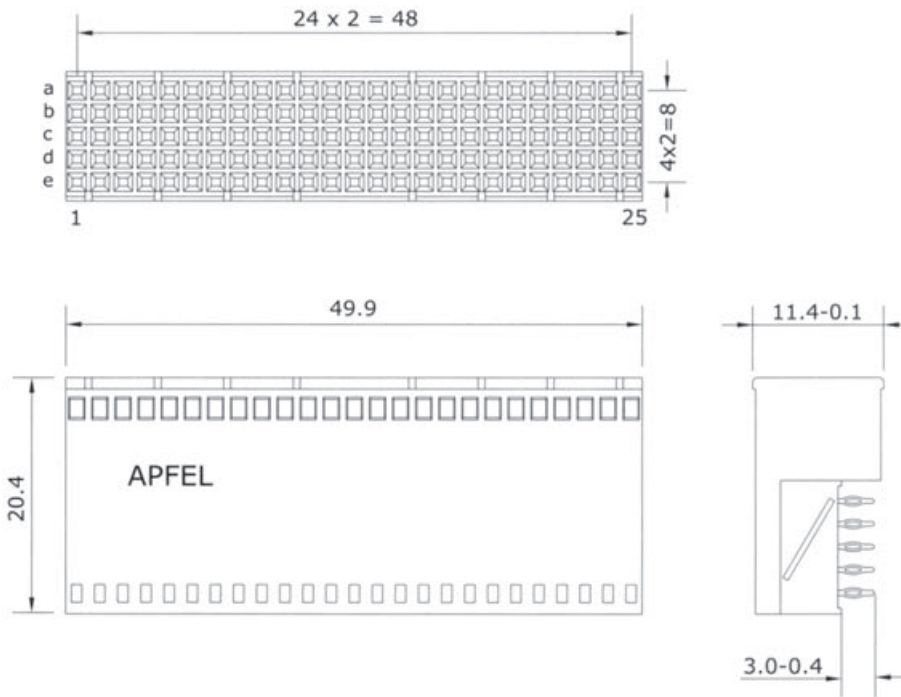 24 x 2 = 48
a
b
c
d
e
4x2=8
1 25
49.9
11.4-0.1
20.4
APFEL
3.0-0.4